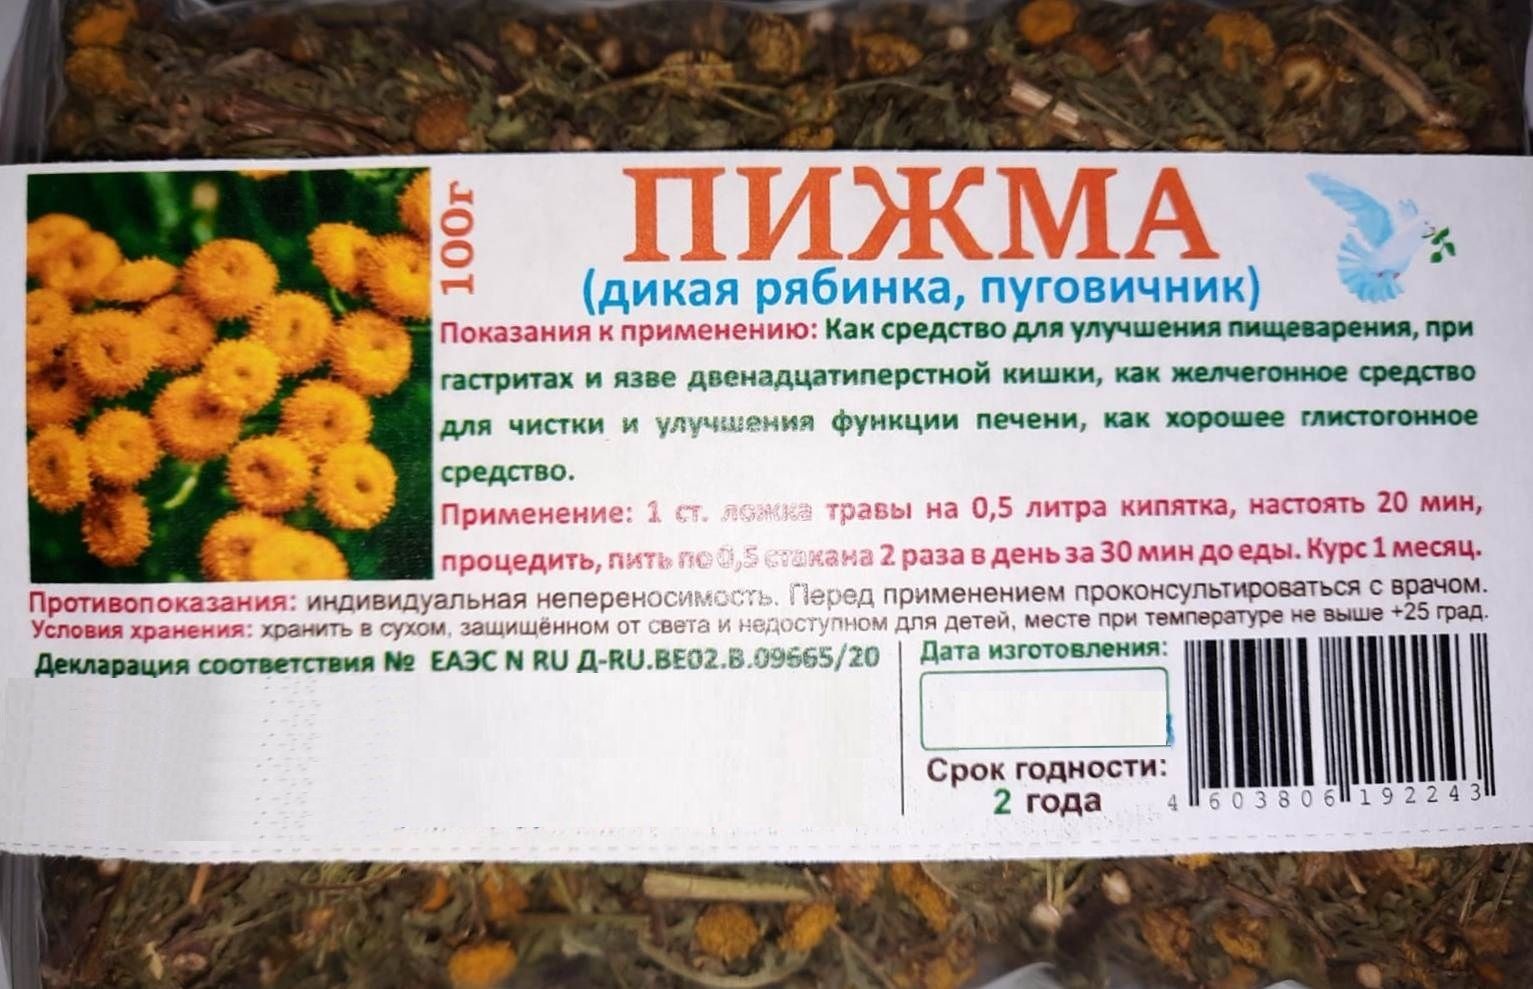 100г
ПИЖМА
(дикая рябинка, пуговичник)
Показания к применению: Как средство для улучшения пищеварения, при
гастритах и язве двенадцатиперстной кишки, как желчегонное средство
для чистки и улучшения функции печени, как хорошее глистогонное
средство.
Применение: 1 ст. ложка травы на 0,5 литра кипятка, настоять 20 мин,
процедить, пить по 0,5 стакана 2 раза в день за 30 мин до еды. Курс 1 месяц.
Противопоказания: индивидуальная непереносимость. Перед применением проконсультироваться с врачом.
Условия хранения: хранить в сухом, защищённом от света и недоступном для детей, месте при температуре не выше +25 град.
Декларация соответствия № ЕАЭС N RU Д-RU.ВЕ02.В.09665/20
Дата изготовления:
Срок годности:
2 года
4 603806 192243